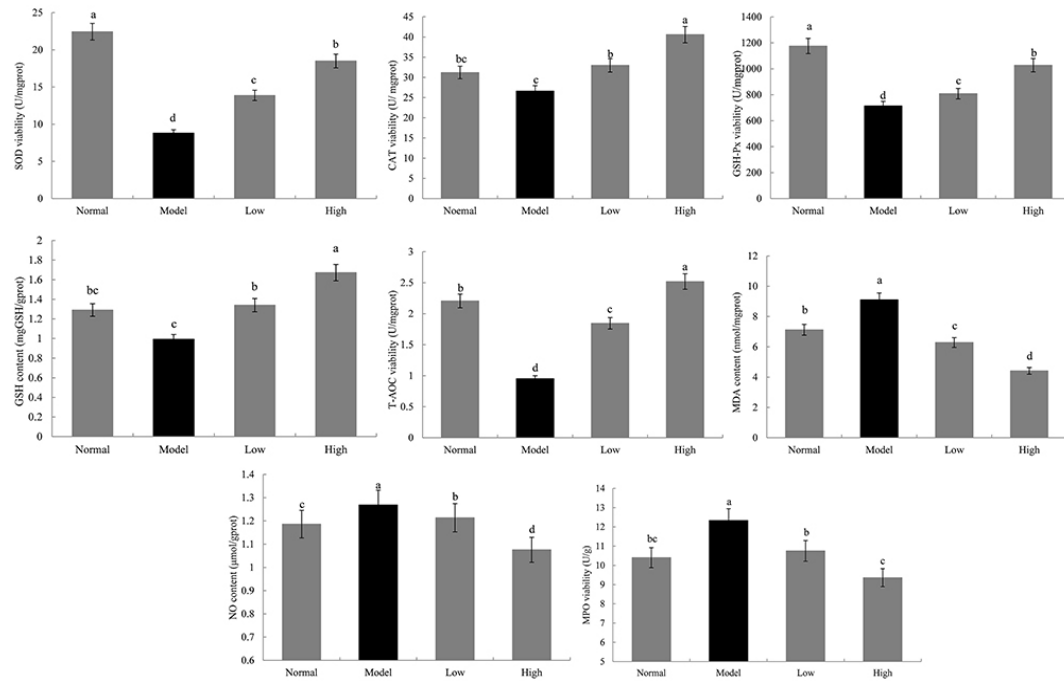 SOD viability (U/mgprot)
25
20
15
10
5
0
a
d
c
b
Normal Model Low High
CAT viability (U/ mgprot)
45
40
35
30
25
20
15
10
5
0
bc
c
b
a
Noemal Model Low High
GSH-Px viability (U/mgprot)
1400
1200
1000
800
600
400
200
0
a
d
c
b
Normal Model Low High
GSH content (mgGSH/gprot)
2
1.8
1.6
1.4
1.2
1
0.8
0.6
0.4
0.2
0
bc
c
b
a
Normal Model Low High
T-AOC viability (U/mgprot)
3
2.5
2
1.5
1
0.5
0
b
d
c
a
Normal Model Low High
MDA content (nmol/mgprot)
12
10
8
6
4
2
0
b
a
c
d
Normal Model Low High
NO content (μmol/gprot)
1.4
1.3
1.2
1.1
1
0.9
0.8
0.7
0.6
c
a
b
d
Normal Model Low High
MPO viability (U/g)
14
13
12
11
10
9
8
7
6
5
bc
a
b
c
Normal Model Low High